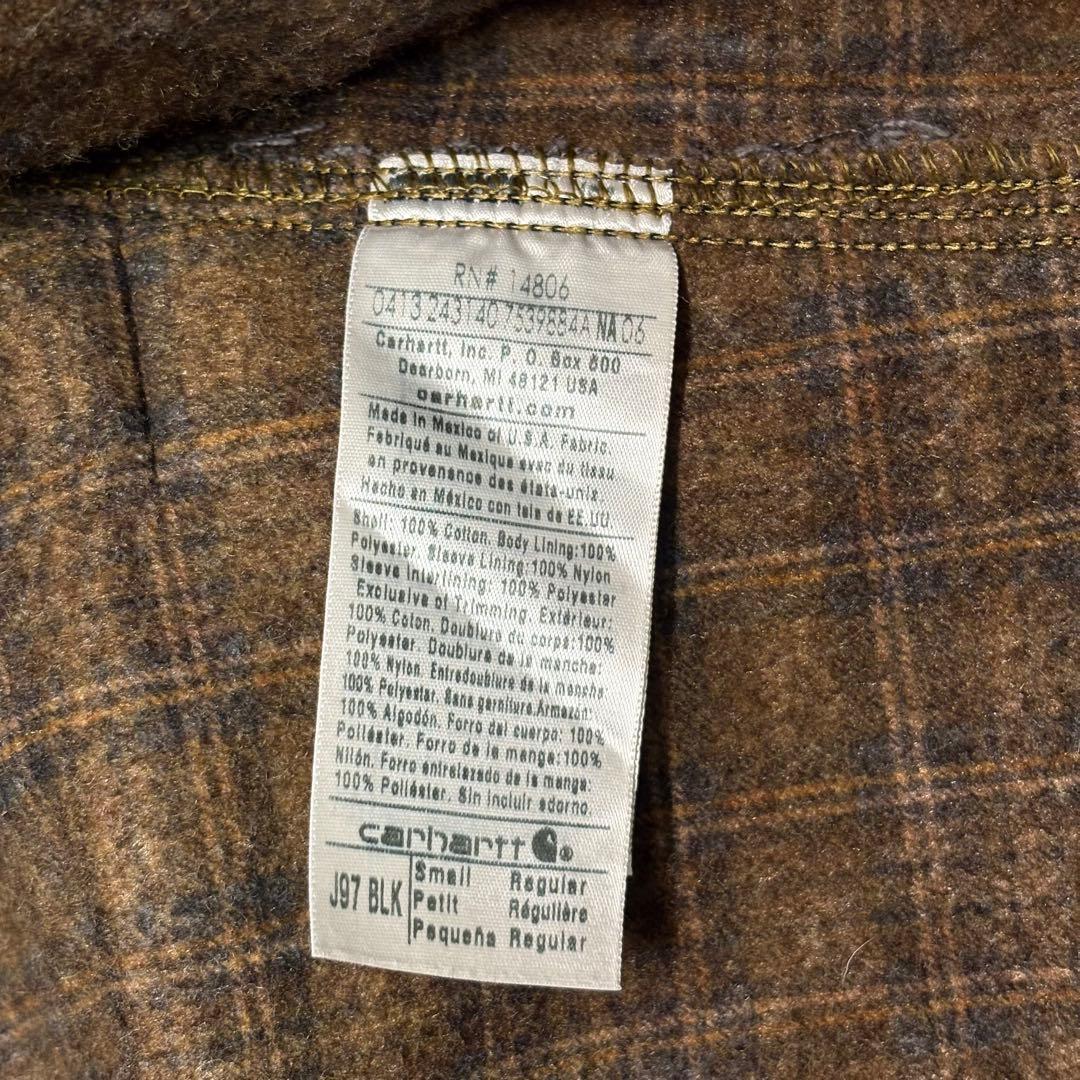 RN# 14806
0413 243140 7539884A NA 06
Carhartt, Inc. P. O. Box 600
Dearborn, MI 48121 USA
carhartt.com
Made in Mexico of U.S.A. Fabric.
Fabriqué au Mexique avec du tissu
en provenance des états-unis.
Hecho en México con tela de EE.UU.
Shell: 100% Cotton. Body Lining:100%
Polyester. Sleeve Lining:100% Nylon
Sleeve Interlining: 100% Polyester
Exclusive of Trimming. Extérieur:
100% Coton. Doublure du corps:100%
Polyester. Doublure de la manche:
100% Nylon. Entredoublure de la manche:
100% Polyester. Sans garniture.Armazón:
100% Algodón. Forro del cuerpo: 100%
Poliéster. Forro de la manga:100%
Nilón. Forro entrelazado de la manga:
100% Poliéster. Sin incluir adorno.
carhartt ®
J97 BLK
Small Regular
Petit Régulière
Pequeña Regular